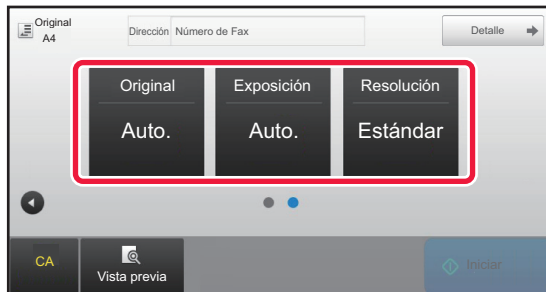 Original
A4
Dirección Número de Fax
Detalle
Original
Exposición
Resolución
Auto.
Auto.
Estándar
CA
Vista previa
Iniciar